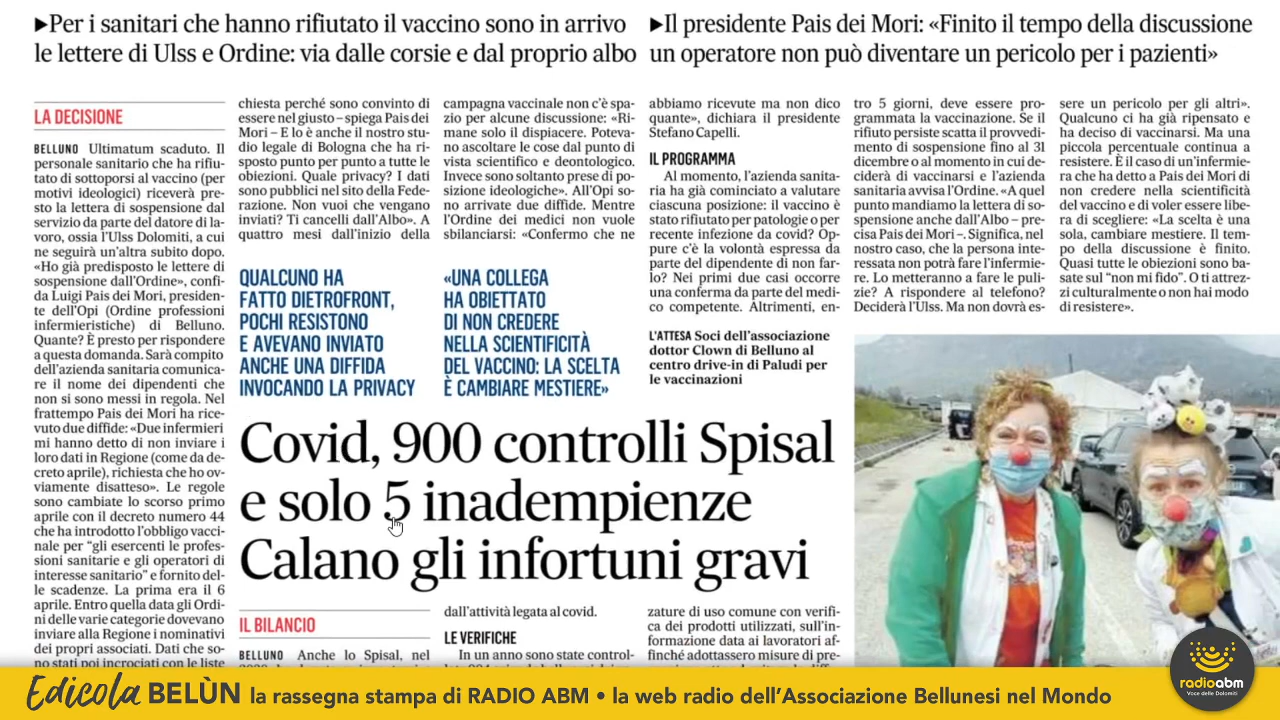 ▶Per i sanitari che hanno rifiutato il vaccino sono in arrivo
le lettere di Ulss e Ordine: via dalle corsie e dal proprio albo
▶Il presidente Pais dei Mori: «Finito il tempo della discussione
un operatore non può diventare un pericolo per i pazienti»
LA DECISIONE
BELLUNO Ultimatum scaduto. Il
personale sanitario che ha rifiu-
tato di sottoporsi al vaccino (per
motivi ideologici) riceverà pre-
sto la lettera di sospensione dal
servizio da parte del datore di la-
voro, ossia l'Ulss Dolomiti, a cui
ne seguirà un'altra subito dopo.
«Ho già predisposto le lettere di
sospensione dall'Ordine», confi-
da Luigi Pais dei Mori, presiden-
te dell'Opi (Ordine professioni
infermieristiche) di Belluno.
Quante? È presto per rispondere
a questa domanda. Sarà compito
dell'azienda sanitaria comunica-
re il nome dei dipendenti che
non si sono messi in regola. Nel
frattempo Pais dei Mori ha rice-
vuto due diffide: «Due infermieri
mi hanno detto di non inviare i
loro dati in Regione (come da de-
creto aprile), richiesta che ho ov-
viamente disatteso». Le regole
sono cambiate lo scorso primo
aprile con il decreto numero 44
che ha introdotto l'obbligo vacci-
nale per "gli esercenti le profes-
sioni sanitarie e gli operatori di
interesse sanitario" e fornito del-
le scadenze. La prima era il 6
aprile. Entro quella data gli Ordi-
ni delle varie categorie dovevano
inviare alla Regione i nominativi
dei propri associati. Dati che so-
no stati poi incrociati con le liste
chiesta perché sono convinto di
essere nel giusto – spiega Pais dei
Mori – E lo è anche il nostro stu-
dio legale di Bologna che ha ri-
sposto punto per punto a tutte le
obiezioni. Quale privacy? I dati
sono pubblici nel sito della Fede-
razione. Non vuoi che vengano
inviati? Ti cancelli dall'Albo». A
quattro mesi dall'inizio della
campagna vaccinale non c'è spa-
zio per alcune discussione: «Ri-
mane solo il dispiacere. Poteva-
no ascoltare le cose dal punto di
vista scientifico e deontologico.
Invece sono soltanto prese di po-
sizione ideologiche». All'Opi so-
no arrivate due diffide. Mentre
l'Ordine dei medici non vuole
sbilanciarsi: «Confermo che ne
abbiamo ricevute ma non dico
quante», dichiara il presidente
Stefano Capelli.
IL PROGRAMMA
Al momento, l'azienda sanita-
ria ha già cominciato a valutare
ciascuna posizione: il vaccino è
stato rifiutato per patologie o per
recente infezione da covid? Op-
pure c'è la volontà espressa da
parte del dipendente di non far-
lo? Nei primi due casi occorre
una conferma da parte del medi-
co competente. Altrimenti, en-
tro 5 giorni, deve essere pro-
grammata la vaccinazione. Se il
rifiuto persiste scatta il provvedi-
mento di sospensione fino al 31
dicembre o al momento in cui de-
ciderà di vaccinarsi e l'azienda
sanitaria avvisa l'Ordine. «A quel
punto mandiamo la lettera di so-
spensione anche dall'Albo – pre-
cisa Pais dei Mori –. Significa, nel
nostro caso, che la persona inte-
ressata non potrà fare l'infermie-
re. Lo metteranno a fare le puli-
zie? A rispondere al telefono?
Deciderà l'Ulss. Ma non dovrà es-
sere un pericolo per gli altri».
Qualcuno ci ha già ripensato e
ha deciso di vaccinarsi. Ma una
piccola percentuale continua a
resistere. È il caso di un'infermie-
ra che ha detto a Pais dei Mori di
non credere nella scientificità
del vaccino e di voler essere libe-
ra di scegliere: «La scelta è una
sola, cambiare mestiere. Il tem-
po della discussione è finito.
Quasi tutte le obiezioni sono ba-
sate sul "non mi fido". O ti attrez-
zi culturalmente o non hai modo
di resistere».
QUALCUNO HA
FATTO DIETROFRONT,
POCHI RESISTONO
E AVEVANO INVIATO
ANCHE UNA DIFFIDA
INVOCANDO LA PRIVACY
«UNA COLLEGA
HA OBIETTATO
DI NON CREDERE
NELLA SCIENTIFICITÀ
DEL VACCINO: LA SCELTA
È CAMBIARE MESTIERE»
L'ATTESA Soci dell'associazione
dottor Clown di Belluno al
centro drive-in di Paludi per
le vaccinazioni
Covid, 900 controlli Spisal
e solo 5 inadempienze
Calano gli infortuni gravi
IL BILANCIO
BELLUNO Anche lo Spisal, nel
dall'attività legata al covid.
LE VERIFICHE
In un anno sono state control-
zature di uso comune con verifi-
ca dei prodotti utilizzati, sull'in-
formazione data ai lavoratori af-
finché adottassero misure di pre-
Edicola BELÙN la rassegna stampa di RADIO ABM • la web radio dell'Associazione Bellunesi nel Mondo
radioabm
Voce delle Dolomiti